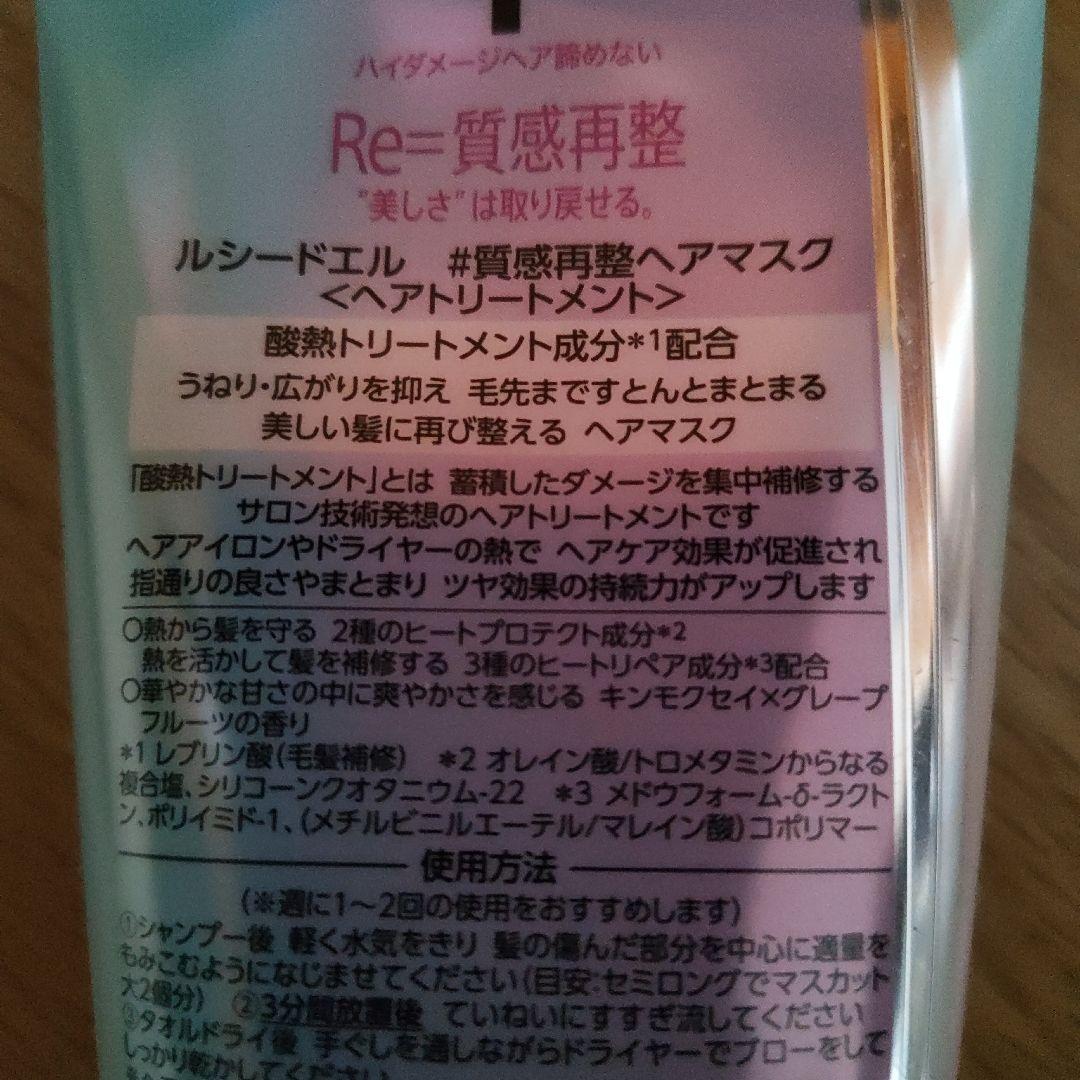 ハイダメージヘア諦めない
Re=質感再整
"美しさ"は取り戻せる。
ルシードエル #質感再整ヘアマスク
<ヘアトリートメント>
酸熱トリートメント成分*1配合
うねり・広がりを抑え 毛先まですとんとまとまる
美しい髪に再び整える ヘアマスク
「酸熱トリートメント」とは 蓄積したダメージを集中補修する
サロン技術発想のヘアトリートメントです
ヘアアイロンやドライヤーの熱で ヘアケア効果が促進され
指通りの良さやまとまり ツヤ効果の持続力がアップします
○熱から髪を守る 2種のヒートプロテクト成分*2
熱を活かして髪を補修する 3種のヒートリペア成分*3配合
○華やかな甘さの中に爽やかさを感じる キンモクセイ×グレープ
フルーツの香り
*1 レブリン酸(毛髪補修) *2 オレイン酸/トロメタミンからなる
複合塩、シリコーンクオタニウム-22 *3 メドウフォーム-δ-ラクト
ン、ポリイミド-1、(メチルビニルエーテル/マレイン酸)コポリマー
使用方法
(※週に1~2回の使用をおすすめします)
①シャンプー後 軽く水気をきり 髪の傷んだ部分を中心に適量を
もみこむようになじませてください(目安:セミロングでマスカット
大2個分) ②3分間放置後 ていねいにすすぎ流してください
③タオルドライ後 手ぐしを通しながらドライヤーでブローをして
しっかり乾かしてください